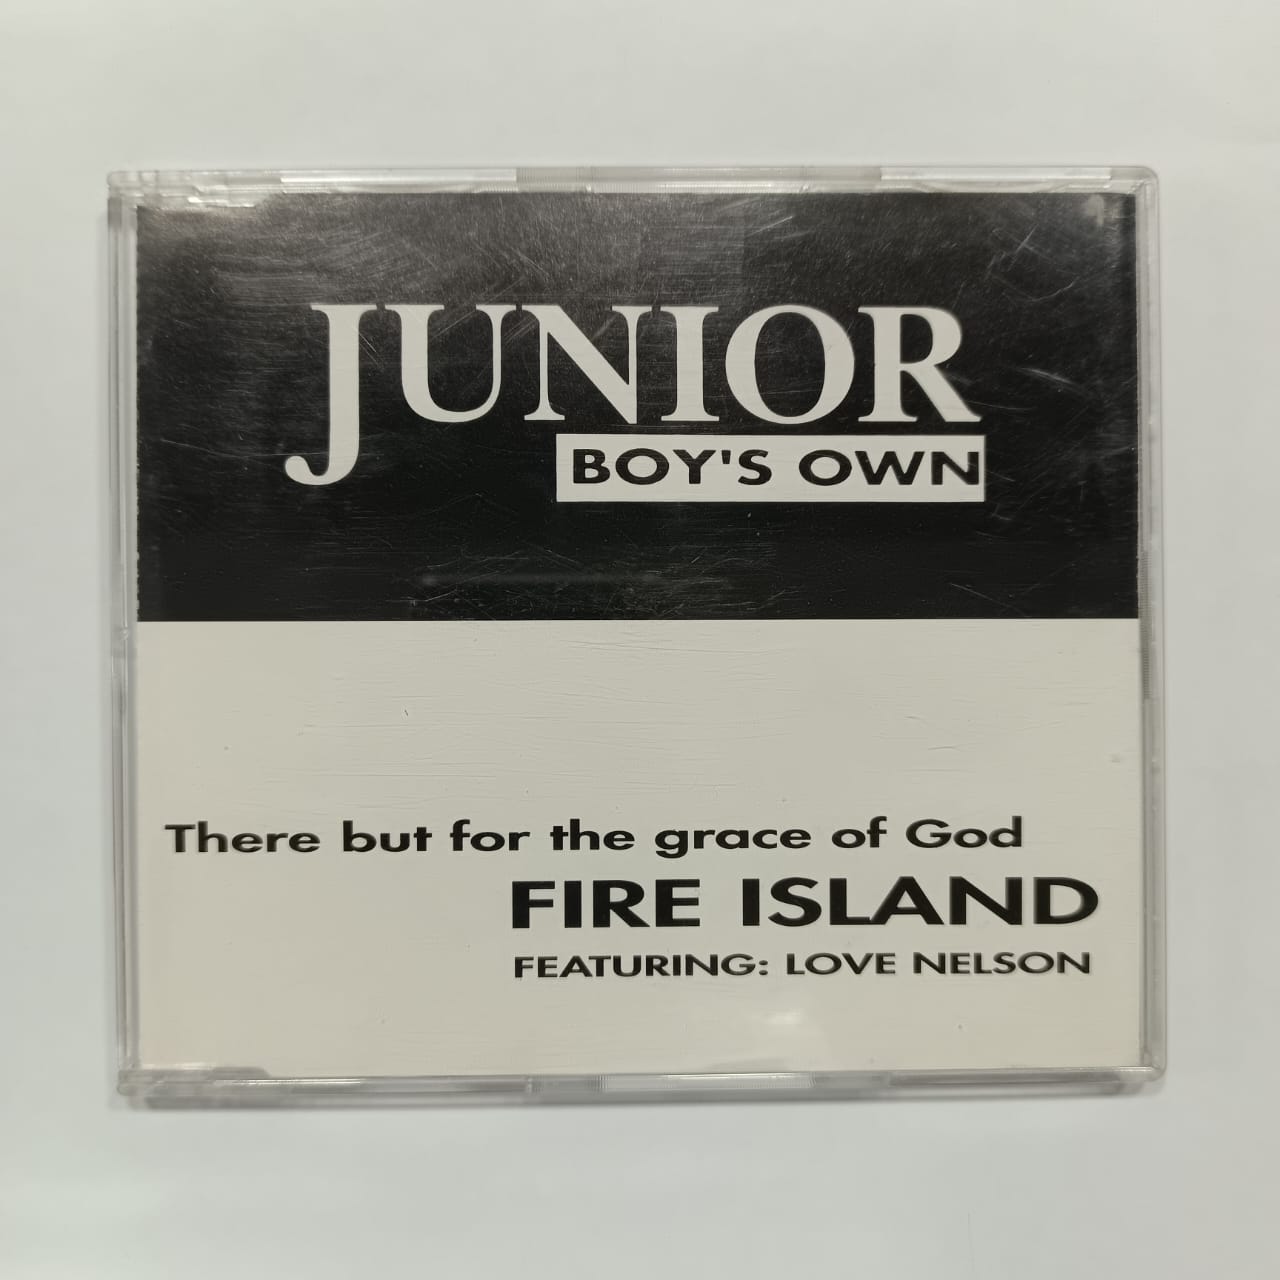 JUNIOR
BOY'S OWN
There but for the grace of God
FIRE ISLAND
FEATURING: LOVE NELSON